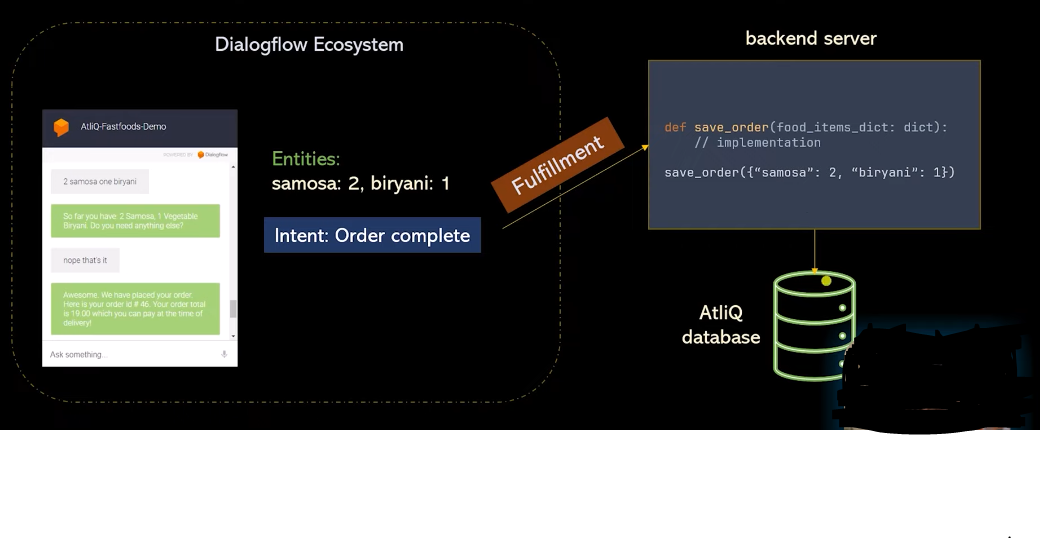 Dialogflow Ecosystem
AtliQ-Fastfoods-Demo
POWERED BY Dialogflow
2 samosa one biryani
So far you have: 2 Samosa, 1 Vegetable
Biryani. Do you need anything else?
nope that's it
Awesome. We have placed your order.
Here is your order id # 46. Your order total
is 19.00 which you can pay at the time of
delivery!
Ask something...
Entities:
samosa: 2, biryani: 1
Intent: Order complete
Fulfillment
backend server
def save_order(food_items_dict: dict):
// implementation
save_order({“samosa”: 2, “biryani”: 1})
AtliQ
database